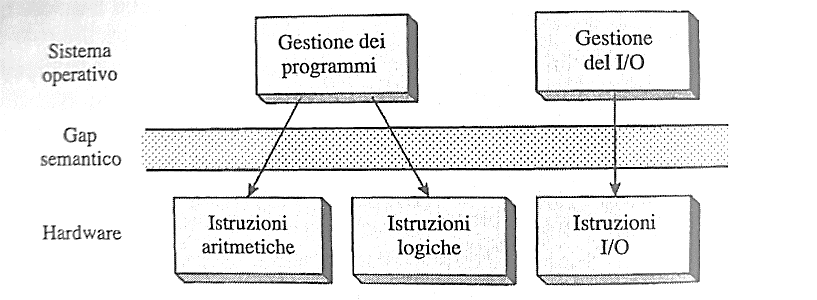 Sistema
operativo
Gestione dei
programmi
Gestione
del I/O
Gap
semantico
Hardware
Istruzioni
aritmetiche
Istruzioni
logiche
Istruzioni
I/O